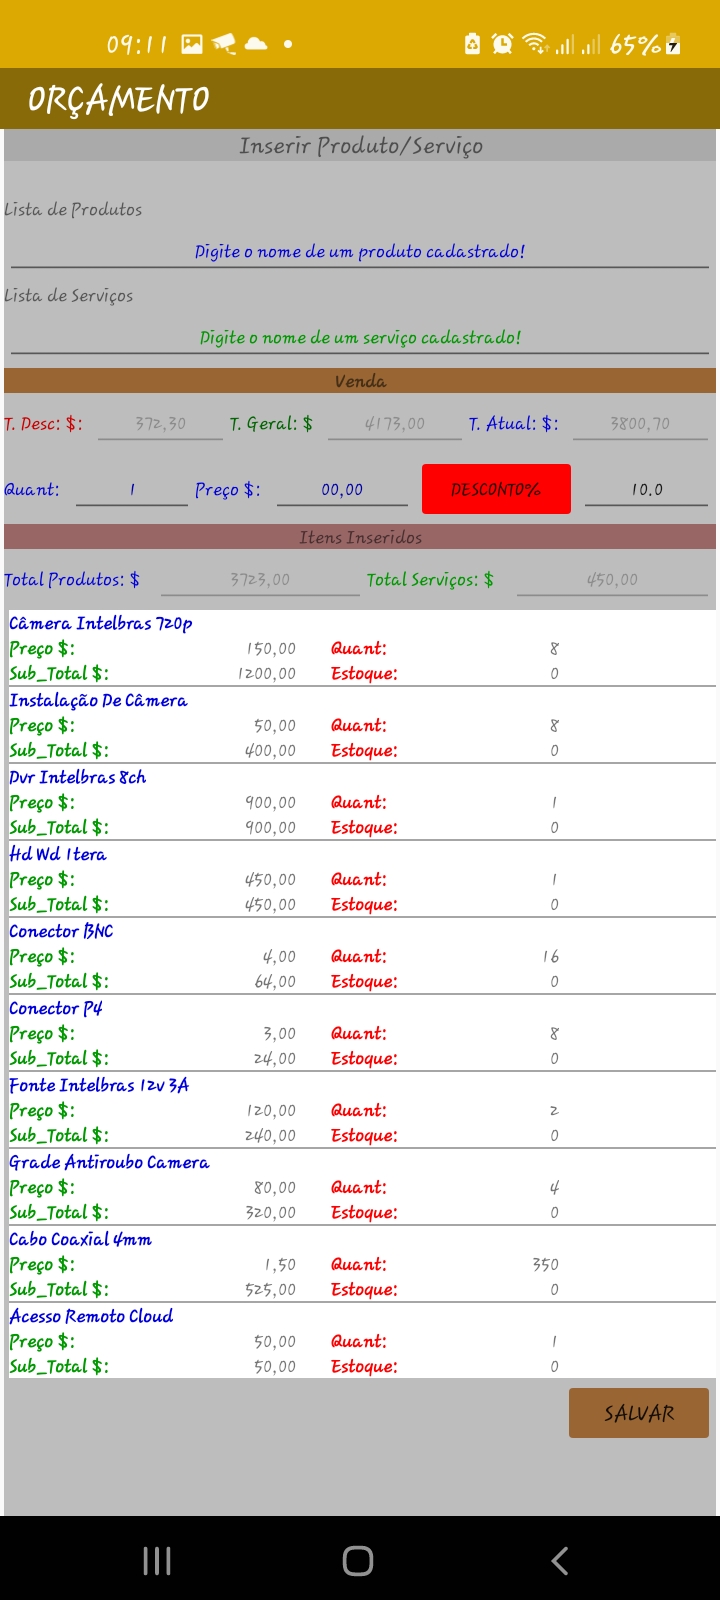 09:11 65%
ORÇAMENTO
Inserir Produto/Serviço
Lista de Produtos
Digite o nome de um produto cadastrado!
Lista de Serviços
Digite o nome de um serviço cadastrado!
Venda
T. Desc: $: 372,30 T. Geral: $ 4173,00 T. Atual: $: 3800,70
Quant: 1 Preço $: 00,00 DESCONTO% 10.0
Itens Inseridos
Total Produtos: $ 3723,00 Total Serviços: $ 450,00
Câmera Intelbras 720p
Preço $: 150,00 Quant: 8
Sub_Total $: 1200,00 Estoque: 0
Instalação De Câmera
Preço $: 50,00 Quant: 8
Sub_Total $: 400,00 Estoque: 0
Dvr Intelbras 8ch
Preço $: 900,00 Quant: 1
Sub_Total $: 900,00 Estoque: 0
Hd Wd 1tera
Preço $: 450,00 Quant: 1
Sub_Total $: 450,00 Estoque: 0
Conector BNC
Preço $: 4,00 Quant: 16
Sub_Total $: 64,00 Estoque: 0
Conector P4
Preço $: 3,00 Quant: 8
Sub_Total $: 24,00 Estoque: 0
Fonte Intelbras 12v 3A
Preço $: 120,00 Quant: 2
Sub_Total $: 240,00 Estoque: 0
Grade Antiroubo Camera
Preço $: 80,00 Quant: 4
Sub_Total $: 320,00 Estoque: 0
Cabo Coaxial 4mm
Preço $: 1,50 Quant: 350
Sub_Total $: 525,00 Estoque: 0
Acesso Remoto Cloud
Preço $: 50,00 Quant: 1
Sub_Total $: 50,00 Estoque: 0
SALVAR